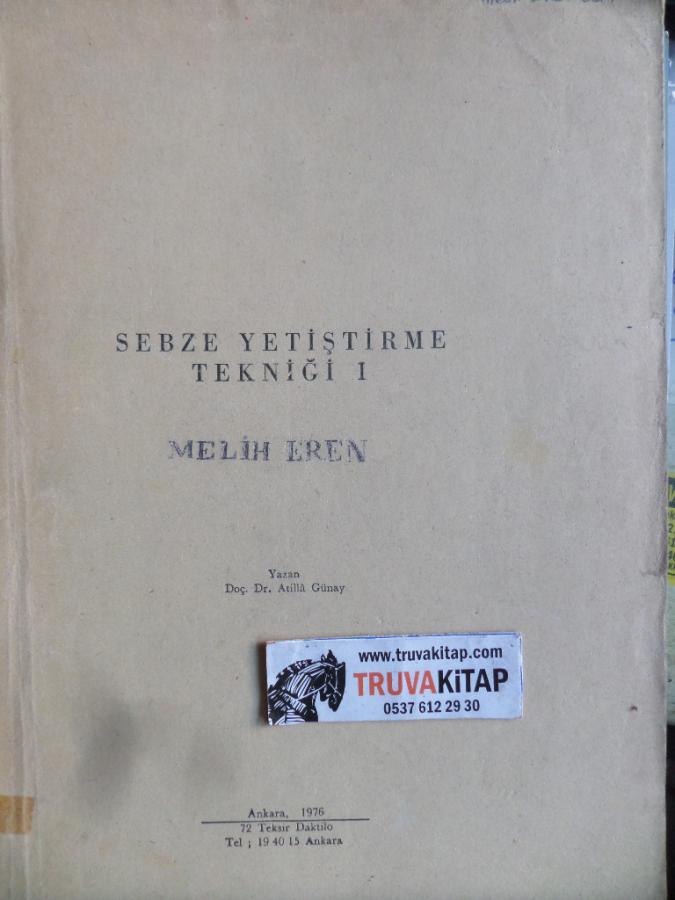 SEBZE YETİŞTİRME
TEKNİĞİ I
MELİH EREN
Yazan
Doç. Dr. Atillâ Günay
www.truvakitap.com
TRUVAKiTAP
0537 612 29 30
Ankara, 1976
72 Teksir Daktilo
Tel ; 19 40 15 Ankara